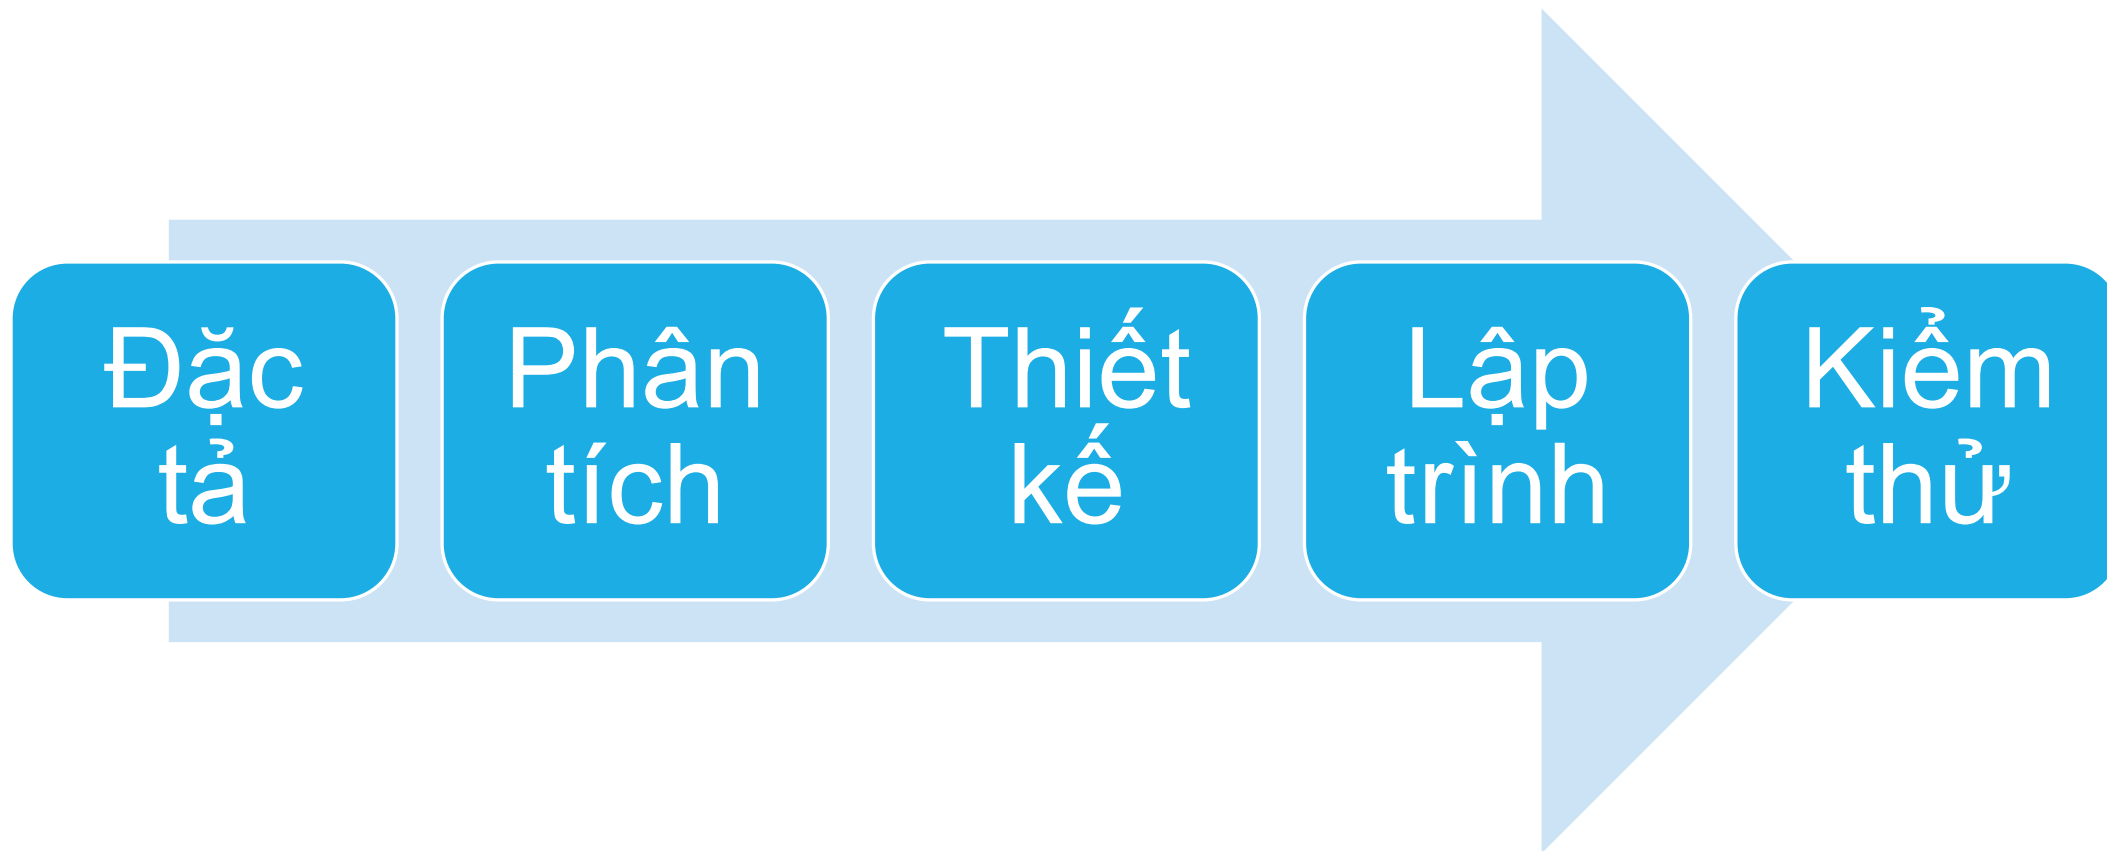 Đặc
tả
Phân
tích
Thiết
kế
Lập
trình
Kiểm
thử